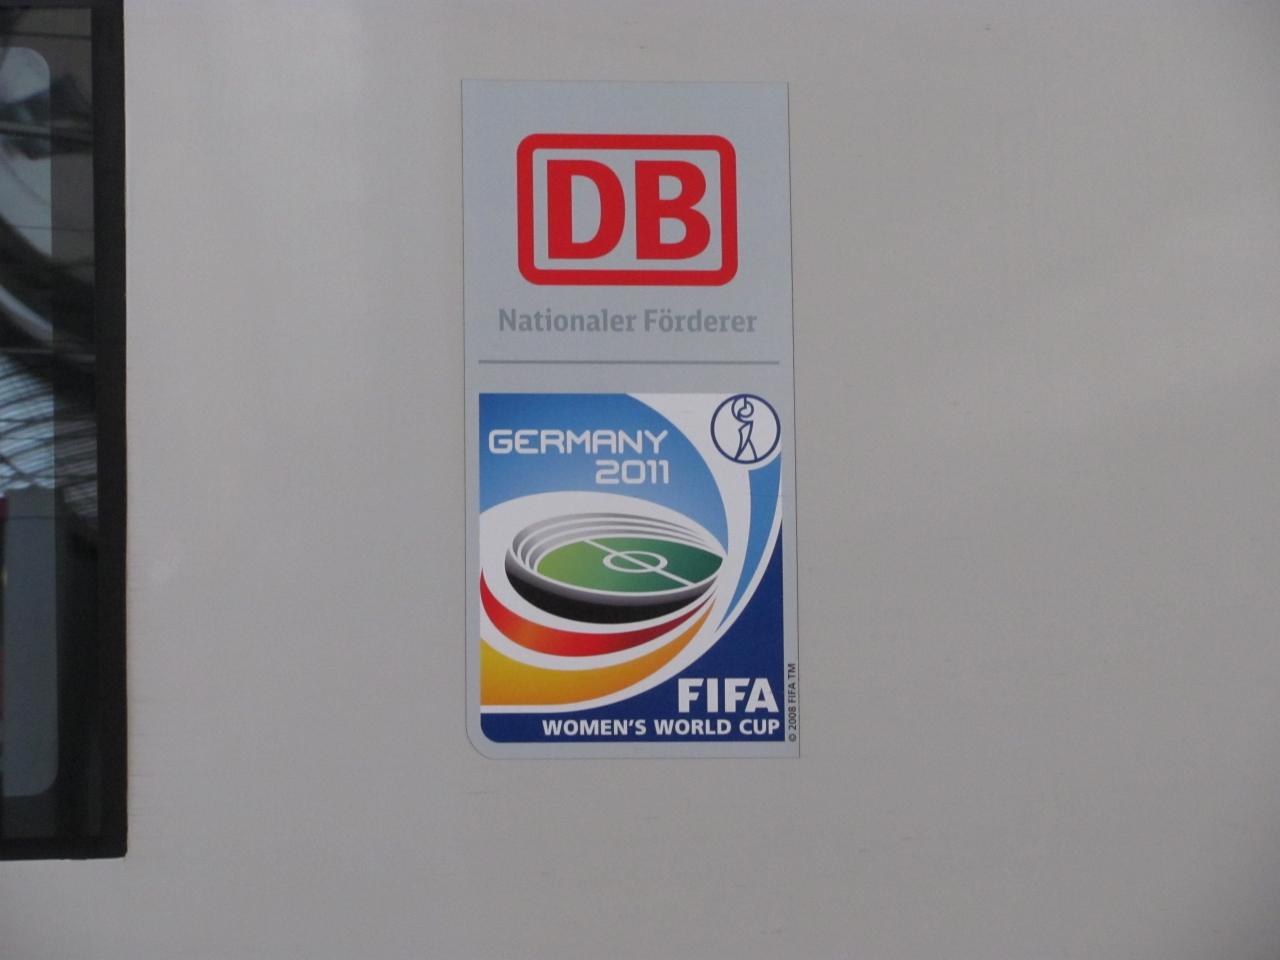 DB
Nationaler Förderer
GERMANY
2011
FIFA
WOMEN'S WORLD CUP
© 2008 FIFA TM